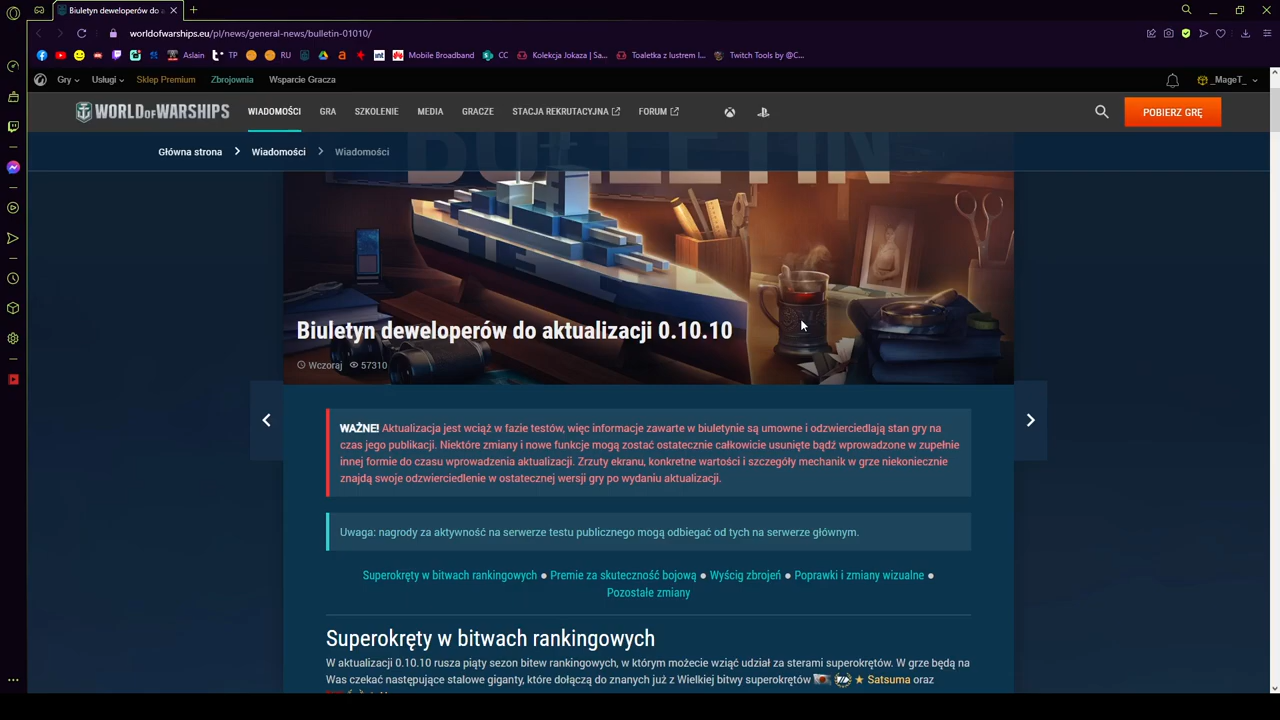 Biuletyn deweloperów do a
worldofwarships.eu/pl/news/general-news/bulletin-01010/
Aslain
TP
RU
a
int
Mobile Broadband
CC
Kolekcja Jokaza | Sa...
Toaletka z lustrem I...
Twitch Tools by @C...
Gry
Usługi
Sklep Premium
Zbrojownia
Wsparcie Gracza
_MageT_
WORLD OF WARSHIPS
WIADOMOŚCI
GRA
SZKOLENIE
MEDIA
GRACZE
STACJA REKRUTACYJNA
FORUM
POBIERZ GRĘ
Główna strona
Wiadomości
Wiadomości
BULLETIN
Biuletyn deweloperów do aktualizacji 0.10.10
Wczoraj 57310
WAŻNE! Aktualizacja jest wciąż w fazie testów, więc informacje zawarte w biuletynie są umowne i odzwierciedlają stan gry na
czas jego publikacji. Niektóre zmiany i nowe funkcje mogą zostać ostatecznie całkowicie usunięte bądź wprowadzone w zupełnie
innej formie do czasu wprowadzenia aktualizacji. Zrzuty ekranu, konkretne wartości i szczegóły mechanik w grze niekoniecznie
znajdą swoje odzwierciedlenie w ostatecznej wersji gry po wydaniu aktualizacji.
Uwaga: nagrody za aktywność na serwerze testu publicznego mogą odbiegać od tych na serwerze głównym.
Superokręty w bitwach rankingowych ● Premie za skuteczność bojową ● Wyścig zbrojeń ● Poprawki i zmiany wizualne ●
Pozostałe zmiany
Superokręty w bitwach rankingowych
W aktualizacji 0.10.10 rusza piąty sezon bitew rankingowych, w którym możecie wziąć udział za sterami superokrętów. W grze będą na
Was czekać następujące stalowe giganty, które dołączą do znanych już z Wielkiej bitwy superokrętów ★ Satsuma oraz